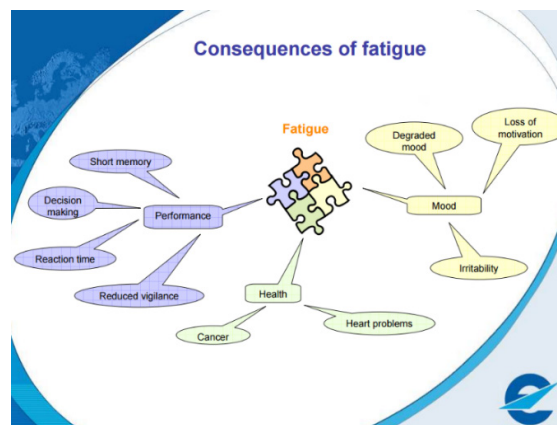 Consequences of fatigue
Fatigue
Short memory
Decision
making
Performance
Reaction time
Reduced vigilance
Degraded
mood
Loss of
motivation
Mood
Irritability
Health
Cancer
Heart problems